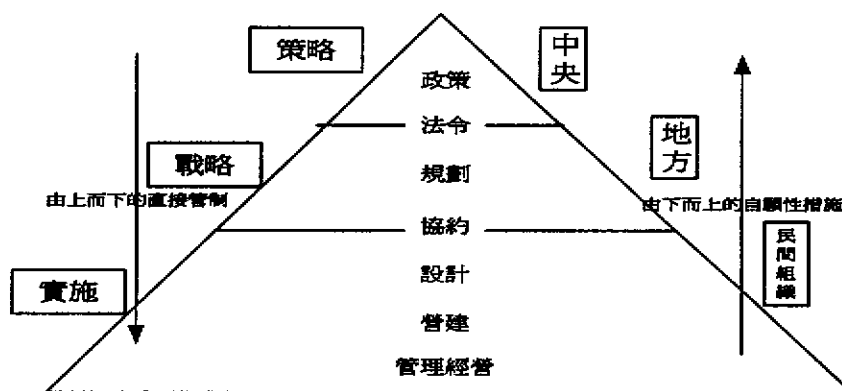 策略
中央
政策
法令
地方
戰略
規劃
由上而下的直接管制
由下而上的自願性措施
協約
民間組織
設計
實施
營建
管理經營